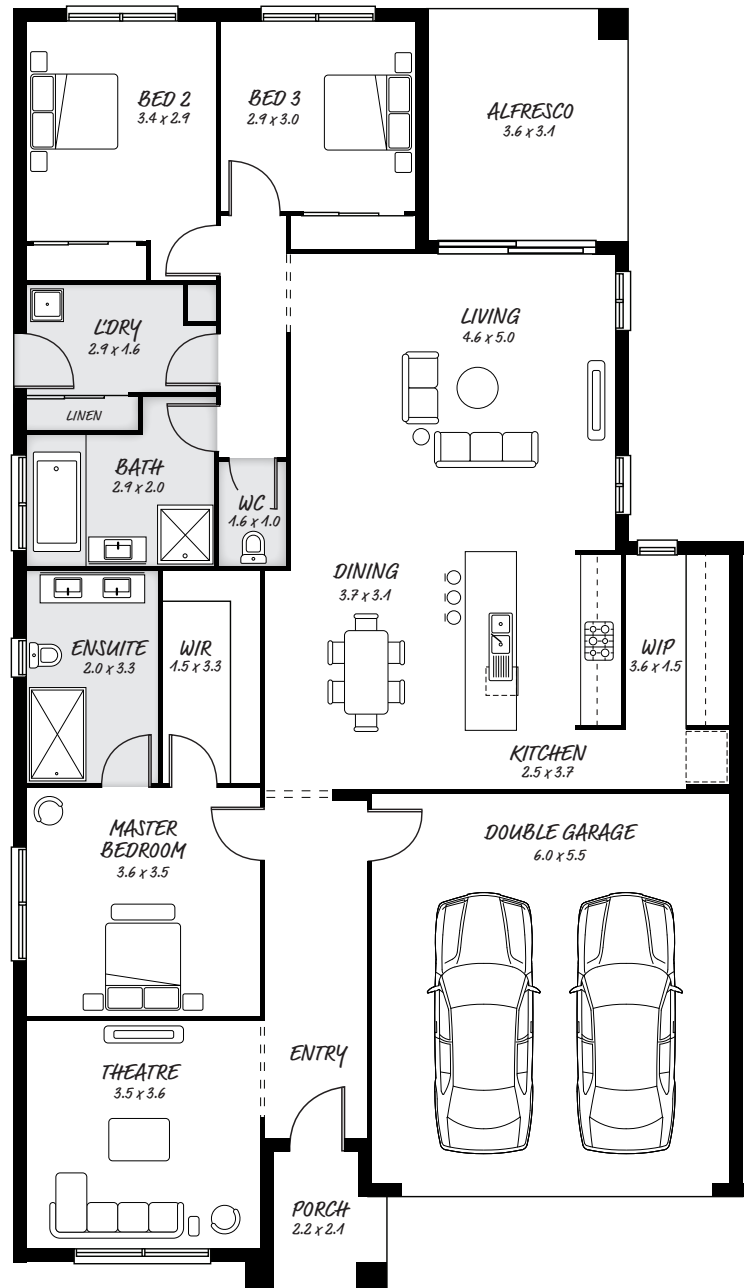 BED 2
3.4 x 2.9
BED 3
2.9 x 3.0
ALFRESCO
3.6 x 3.1
L'DRY
2.9 x 1.6
LIVING
4.6 x 5.0
LINEN
BATH
2.9 x 2.0
WC
1.6 x 1.0
DINING
3.7 x 3.1
ENSUITE
2.0 x 3.3
WIR
1.5 x 3.3
WIP
3.6 x 1.5
KITCHEN
2.5 x 3.7
MASTER
BEDROOM
3.6 x 3.5
DOUBLE GARAGE
6.0 x 5.5
ENTRY
THEATRE
3.5 x 3.6
PORCH
2.2 x 2.1